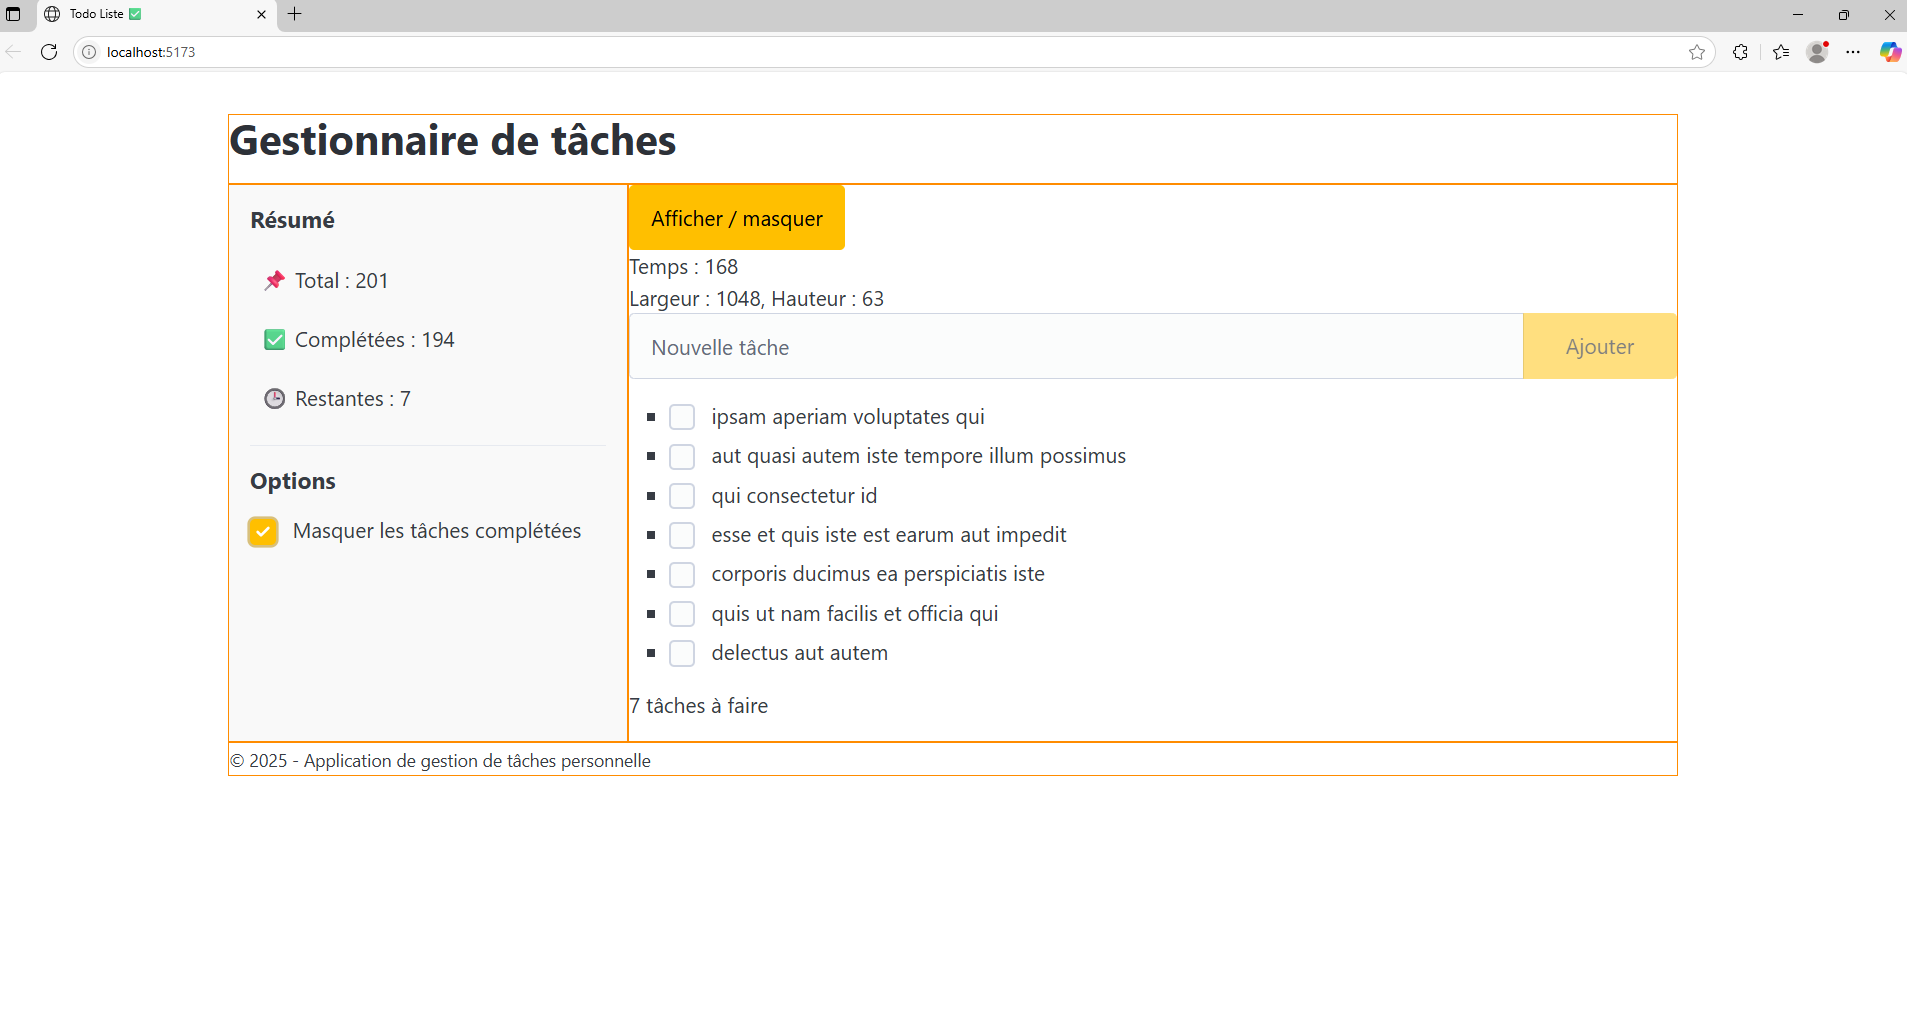 Todo Liste ✅
localhost:5173
Gestionnaire de tâches
Résumé
📌 Total : 201
✅ Complétées : 194
🕒 Restantes : 7
Options
Masquer les tâches complétées
Afficher / masquer
Temps : 168
Largeur : 1048, Hauteur : 63
Nouvelle tâche
Ajouter
ipsam aperiam voluptates qui
aut quasi autem iste tempore illum possimus
qui consectetur id
esse et quis iste est earum aut impedit
corporis ducimus ea perspiciatis iste
quis ut nam facilis et officia qui
delectus aut autem
7 tâches à faire
© 2025 - Application de gestion de tâches personnelle